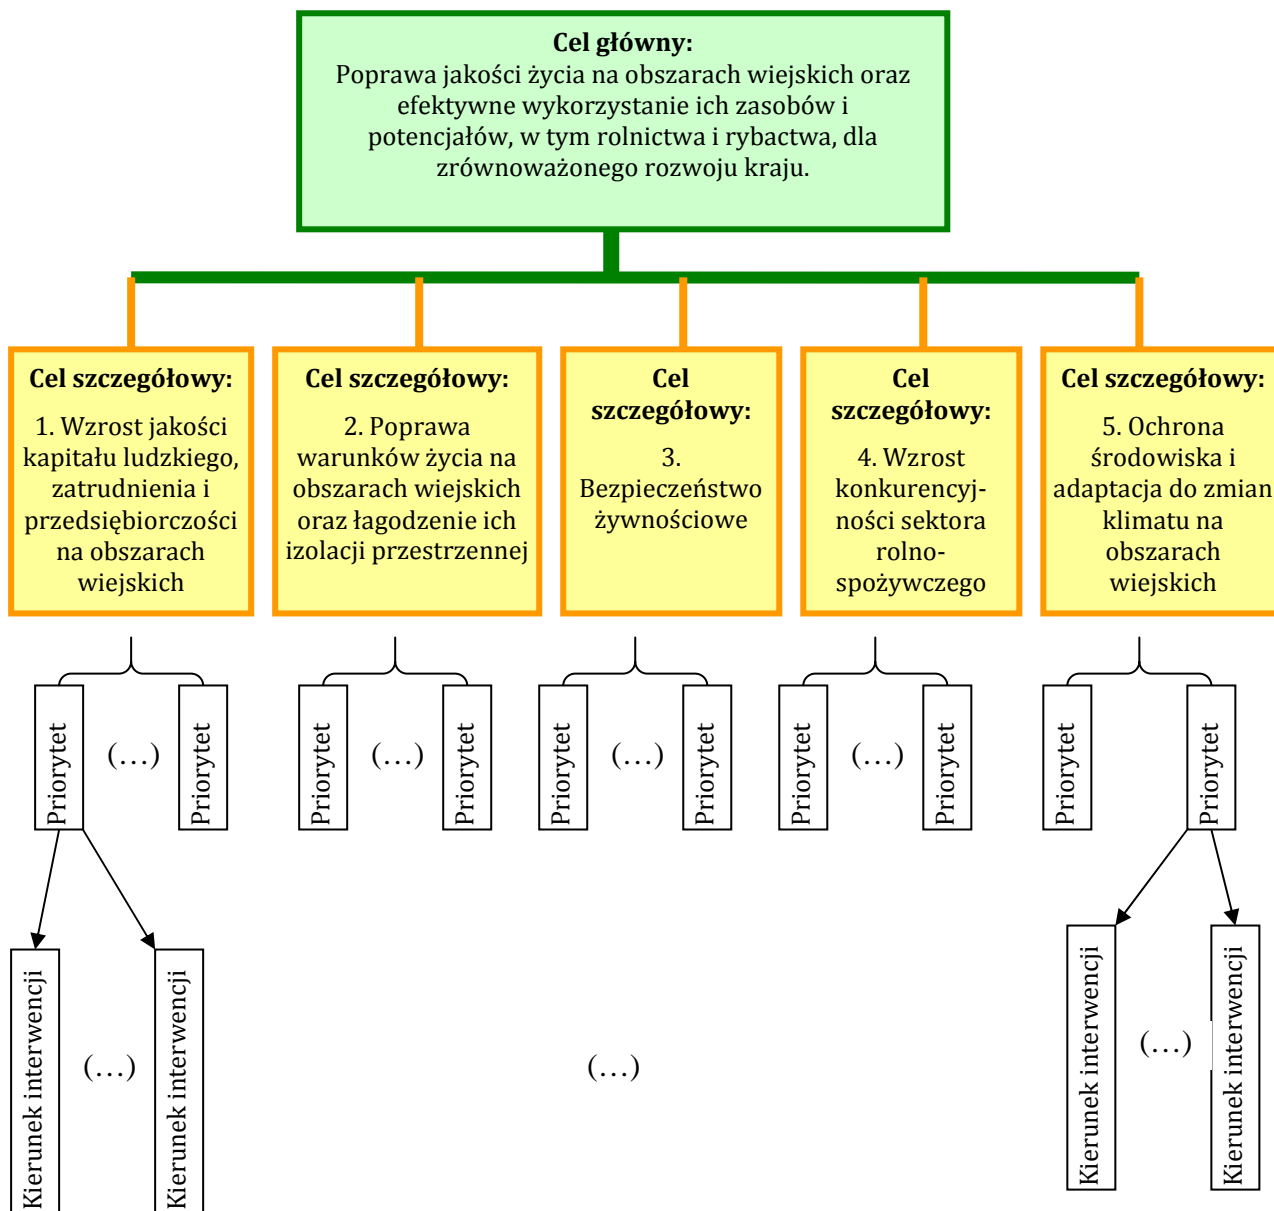 Cel główny:
Poprawa jakości życia na obszarach wiejskich oraz
efektywne wykorzystanie ich zasobów i
potencjałów, w tym rolnictwa i rybactwa, dla
zrównoważonego rozwoju kraju.
Cel szczegółowy:
1. Wzrost jakości
kapitału ludzkiego,
zatrudnienia i
przedsiębiorczości
na obszarach
wiejskich
Cel szczegółowy:
2. Poprawa
warunków życia na
obszarach wiejskich
oraz łagodzenie ich
izolacji przestrzennej
Cel
szczegółowy:
3.
Bezpieczeństwo
żywnościowe
Cel
szczegółowy:
4. Wzrost
konkurencyj-
ności sektora
rolno-
spożywczego
Cel szczegółowy:
5. Ochrona
środowiska i
adaptacja do zmian
klimatu na
obszarach
wiejskich
Priorytet
(…)
Priorytet
Priorytet
(…)
Priorytet
Priorytet
(…)
Priorytet
Priorytet
(…)
Priorytet
Priorytet
Priorytet
Kierunek interwencji
(…)
Kierunek interwencji
(…)
Kierunek interwencji
(…)
Kierunek interwencji